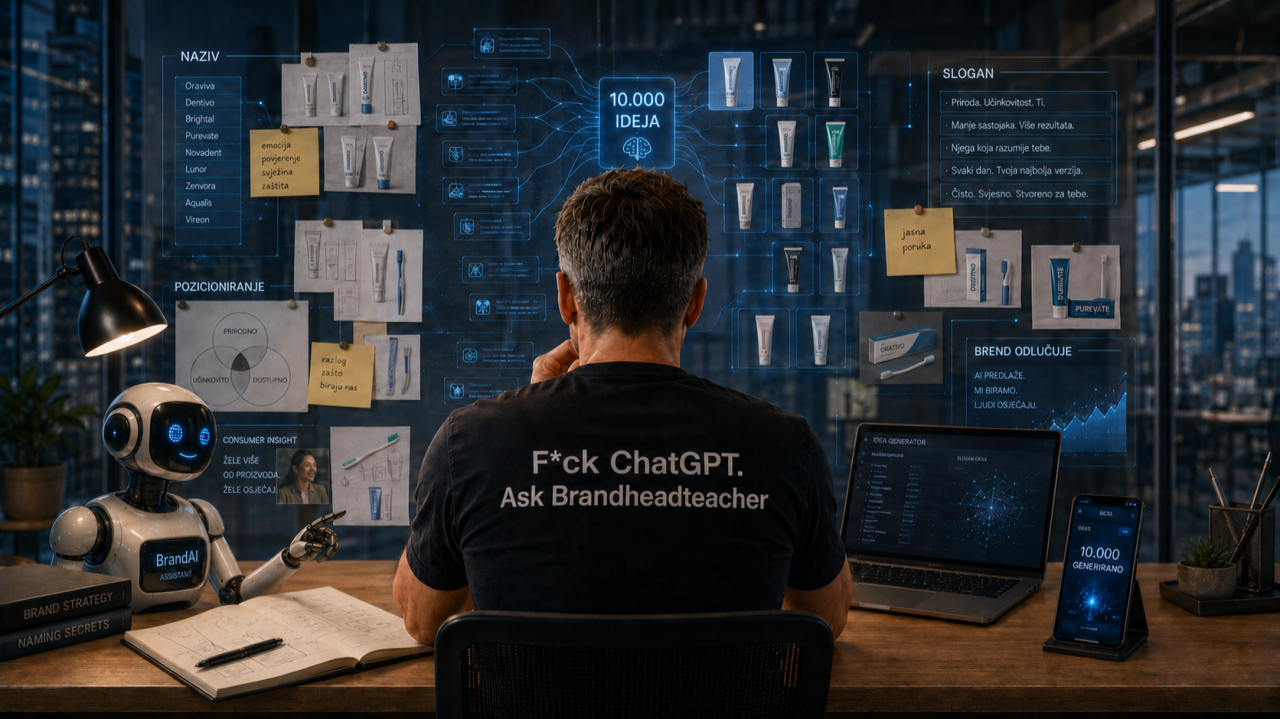 NAZIV
Oraviva
Dentivo
Brightal
Purevate
Novadent
Lunor
Zenvora
Aqualis
Vireon
emocija
povjerenje
svježina
zaštita
10.000
IDEJA
SLOGAN
· Priroda. Učinkovitost. Ti.
· Manje sastojaka. Više rezultata.
· Njega koja razumije tebe.
· Svaki dan. Tvoja najbolja verzija.
· Čisto. Svjesno. Stvoreno za tebe.
jasna
poruka
PUREVATE
ORATIVO
POZICIONIRANJE
PRIRODNO
UČINKOVITO
DOSTUPNO
razlog
zašto
biraju nas
BREND ODLUČUJE
AI PREDLAŽE.
MI BIRAMO.
LJUDI OSJEĆAJU.
CONSUMER INSIGHT
ŽELE VIŠE
OD PROIZVODA.
ŽELE OSJEĆAJ.
F*ck ChatGPT.
Ask Brandheadteacher
BrandAI
ASSISTANT
BRAND STRATEGY
NAMING SECRETS
IDEA GENERATOR
10.000
GENERIRANO